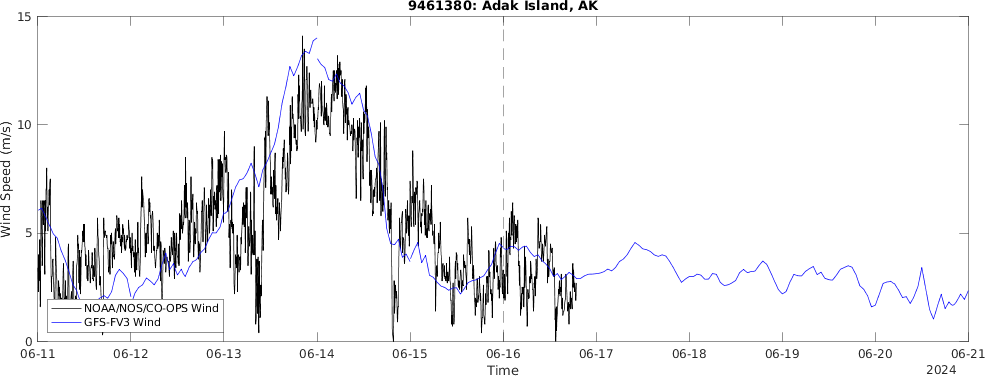 9461380: Adak Island, AK
Wind Speed (m/s)
15
10
5
0
NOAA/NOS/CO-OPS Wind
GFS-FV3 Wind
06-11 06-12 06-13 06-14 06-15 06-16 06-17 06-18 06-19 06-20 06-21
Time
2024